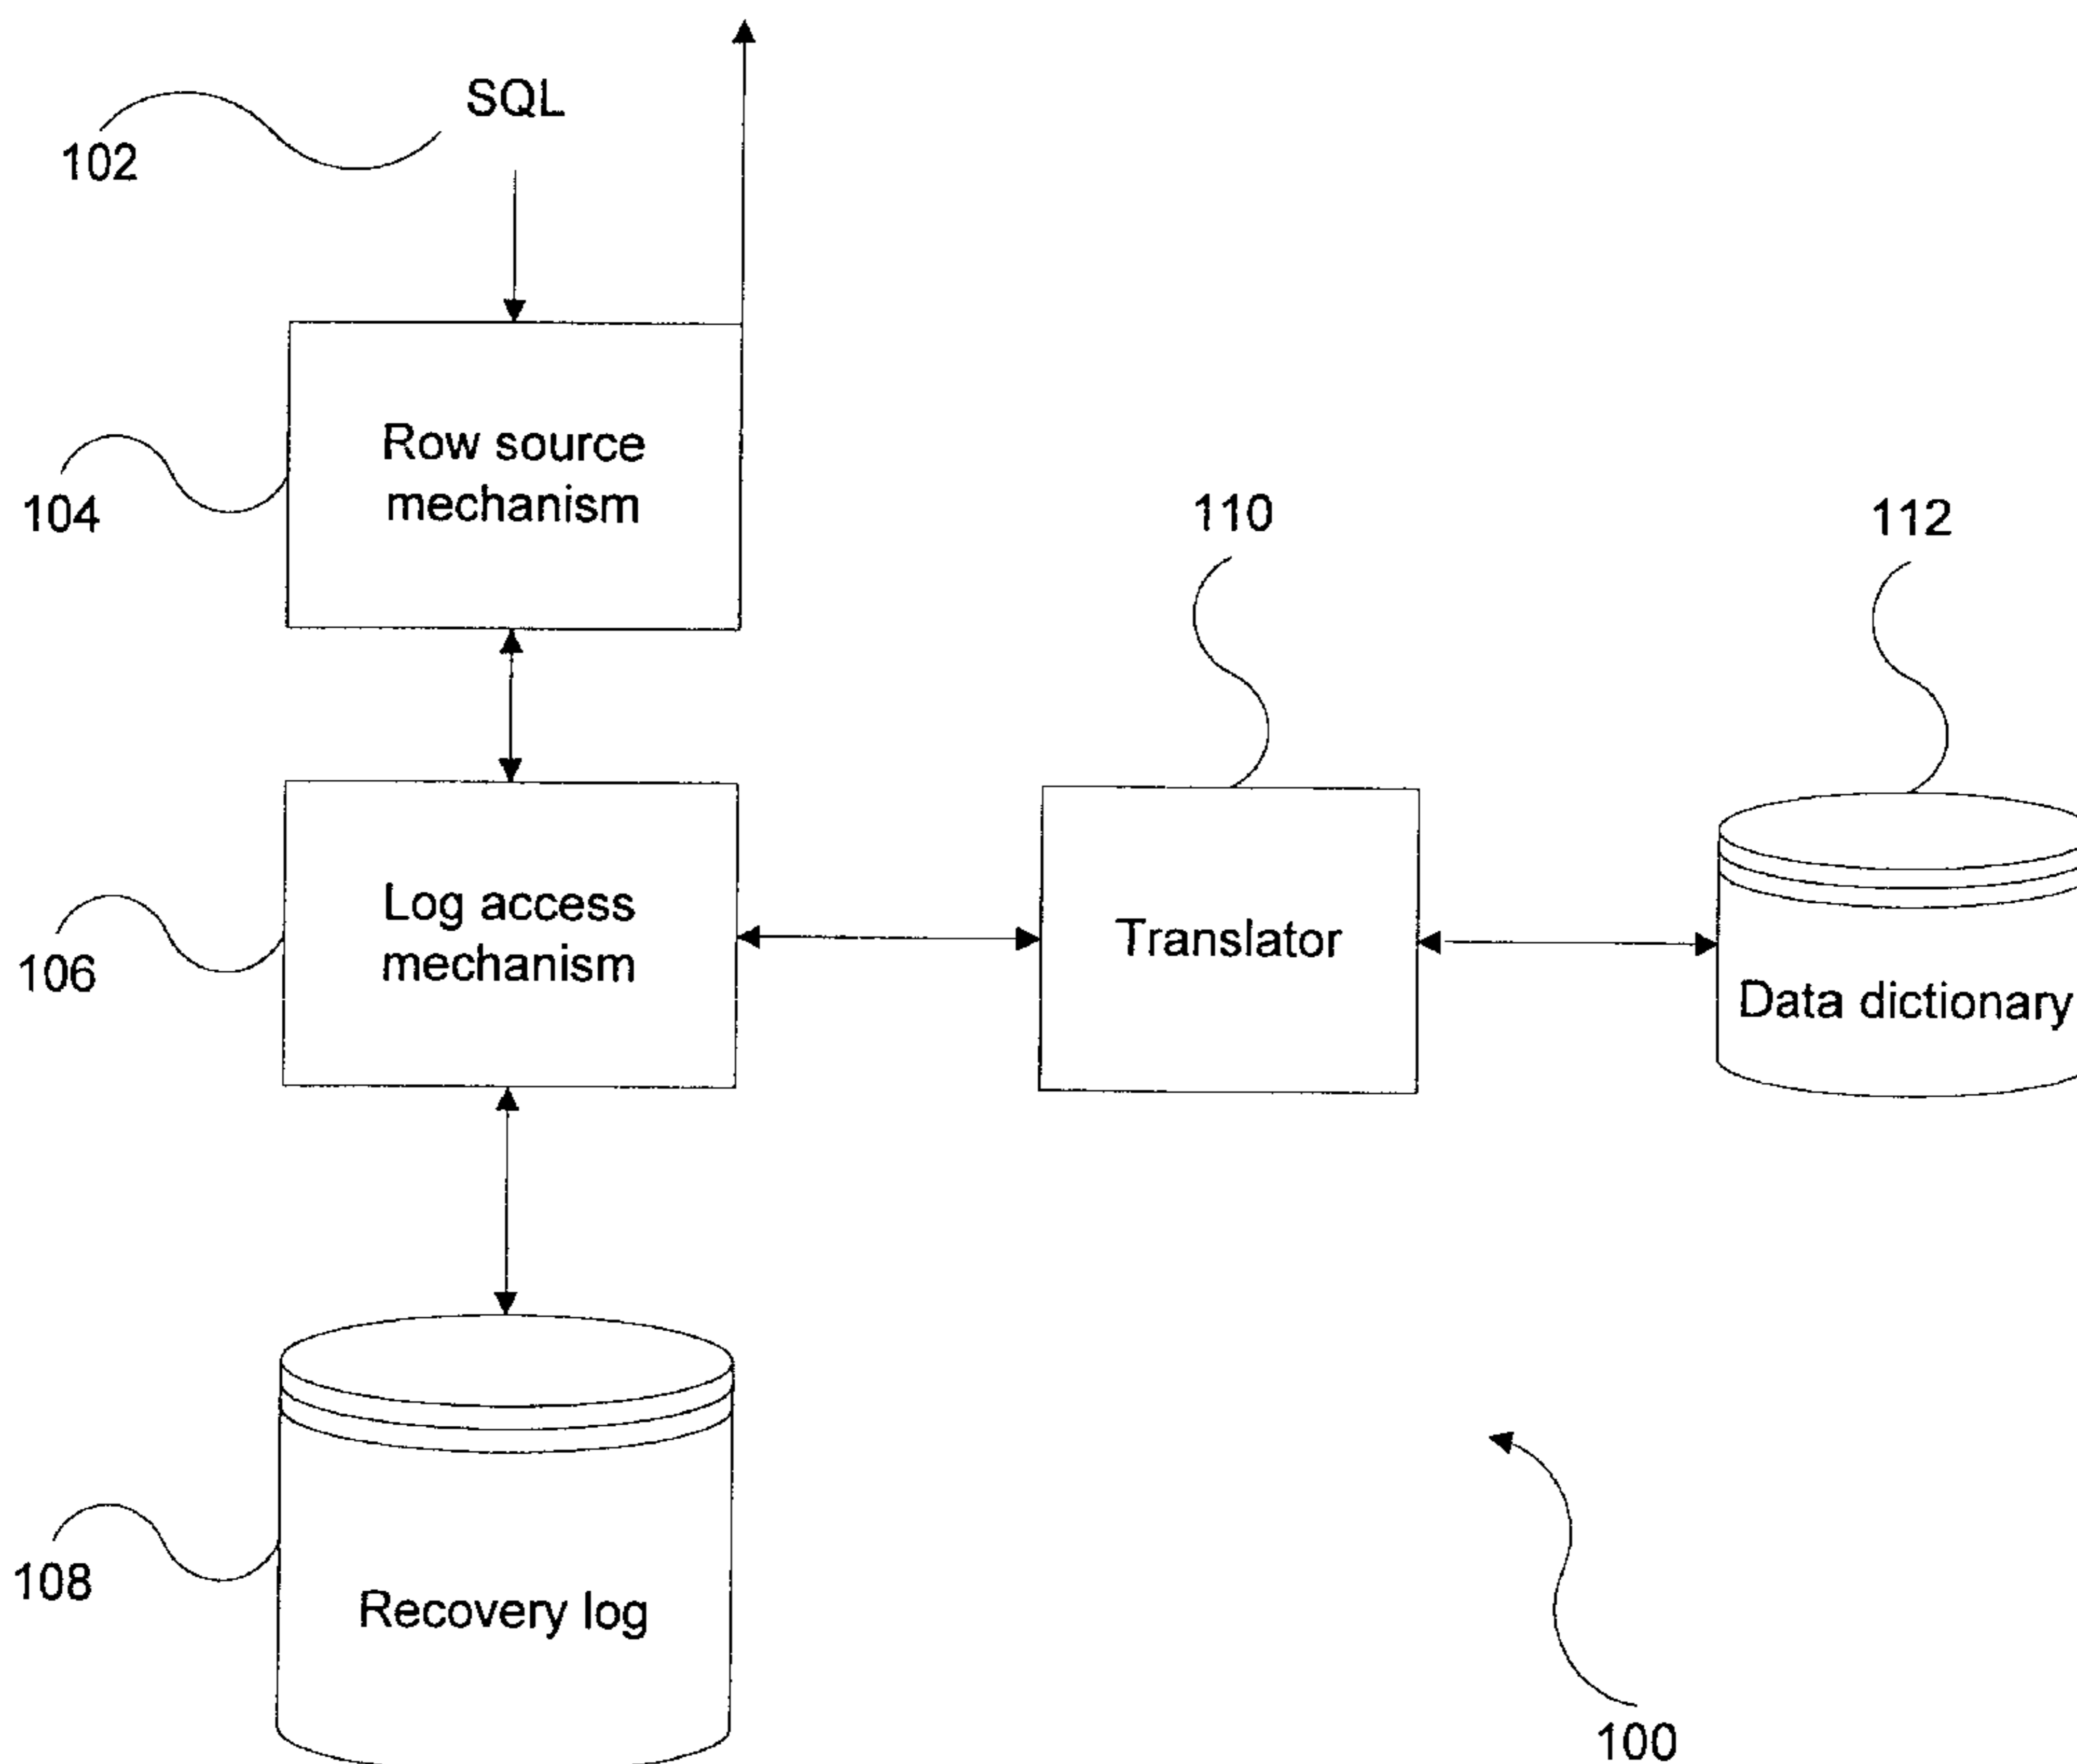 SQL
102
Row source
mechanism
104
110
112
Log access
mechanism
106
Translator
Data dictionary
108
Recovery log
100